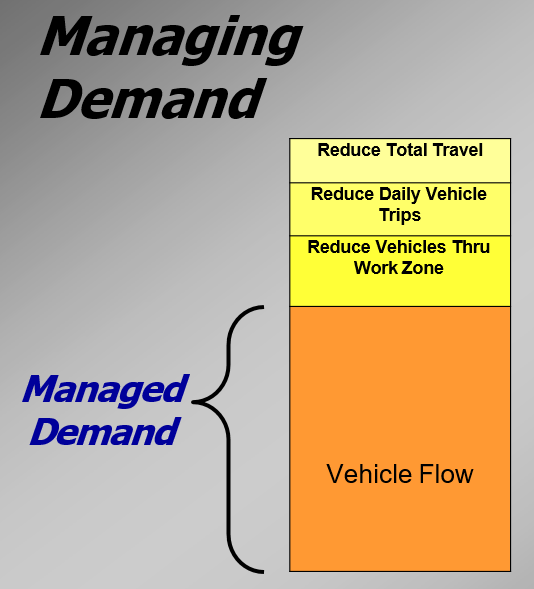 Managing
Demand
Reduce Total Travel
Reduce Daily Vehicle
Trips
Reduce Vehicles Thru
Work Zone
Managed
Demand
Vehicle Flow